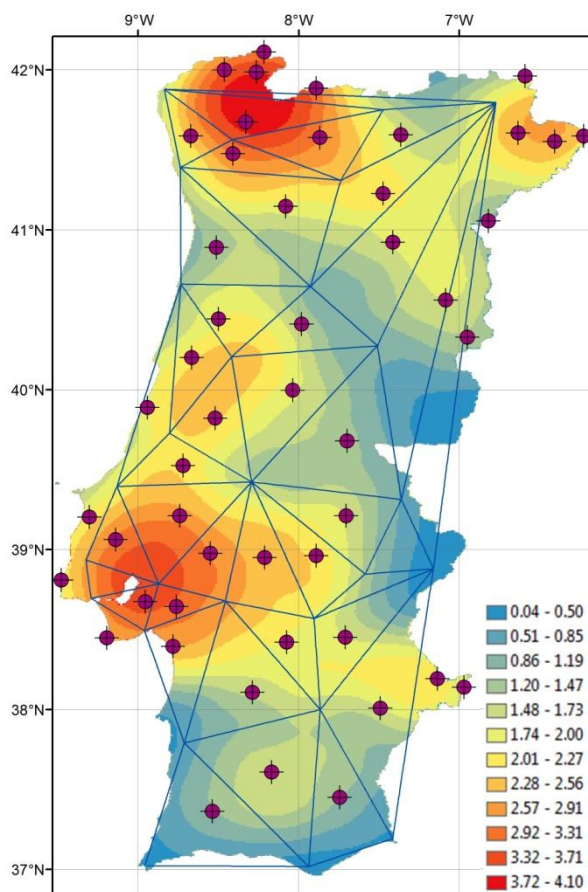 9°W 8°W 7°W
42°N
41°N
40°N
39°N
38°N
37°N
0.04 - 0.50
0.51 - 0.85
0.86 - 1.19
1.20 - 1.47
1.48 - 1.73
1.74 - 2.00
2.01 - 2.27
2.28 - 2.56
2.57 - 2.91
2.92 - 3.31
3.32 - 3.71
3.72 - 4.10